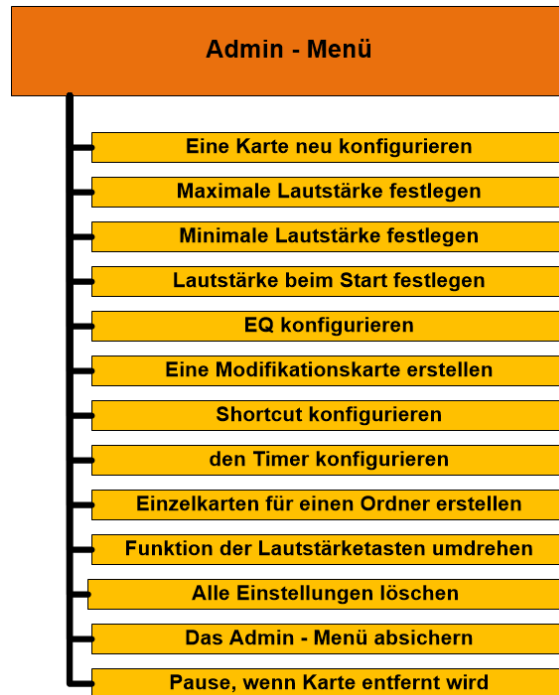 Admin - Menü
Eine Karte neu konfigurieren
Maximale Lautstärke festlegen
Minimale Lautstärke festlegen
Lautstärke beim Start festlegen
EQ konfigurieren
Eine Modifikationskarte erstellen
Shortcut konfigurieren
den Timer konfigurieren
Einzelkarten für einen Ordner erstellen
Funktion der Lautstärketasten umdrehen
Alle Einstellungen löschen
Das Admin - Menü absichern
Pause, wenn Karte entfernt wird